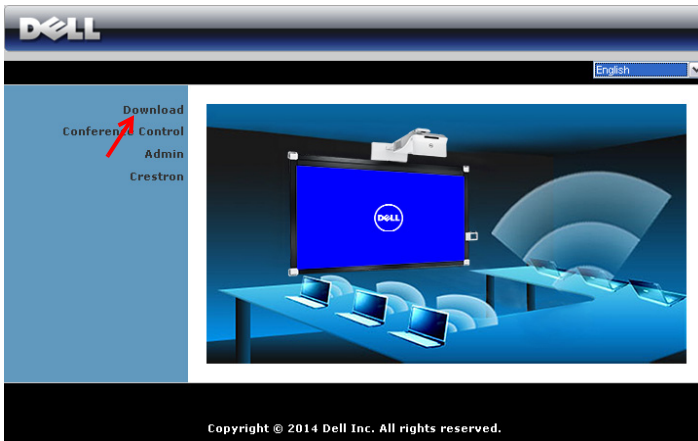 DELL
English
Download
Conference Control
Admin
Crestron
DELL
Copyright © 2014 Dell Inc. All rights reserved.